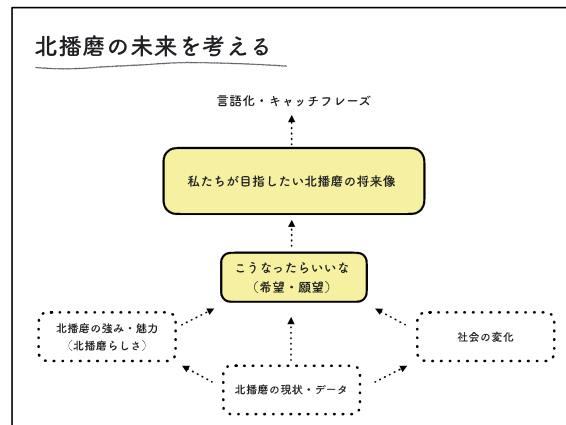 北播磨の未来を考える
言語化・キャッチフレーズ
私たちが目指したい北播磨の将来像
こうなったらいいな
（希望・願望）
北播磨の強み・魅力
（北播磨らしさ）
社会の変化
北播磨の現状・データ